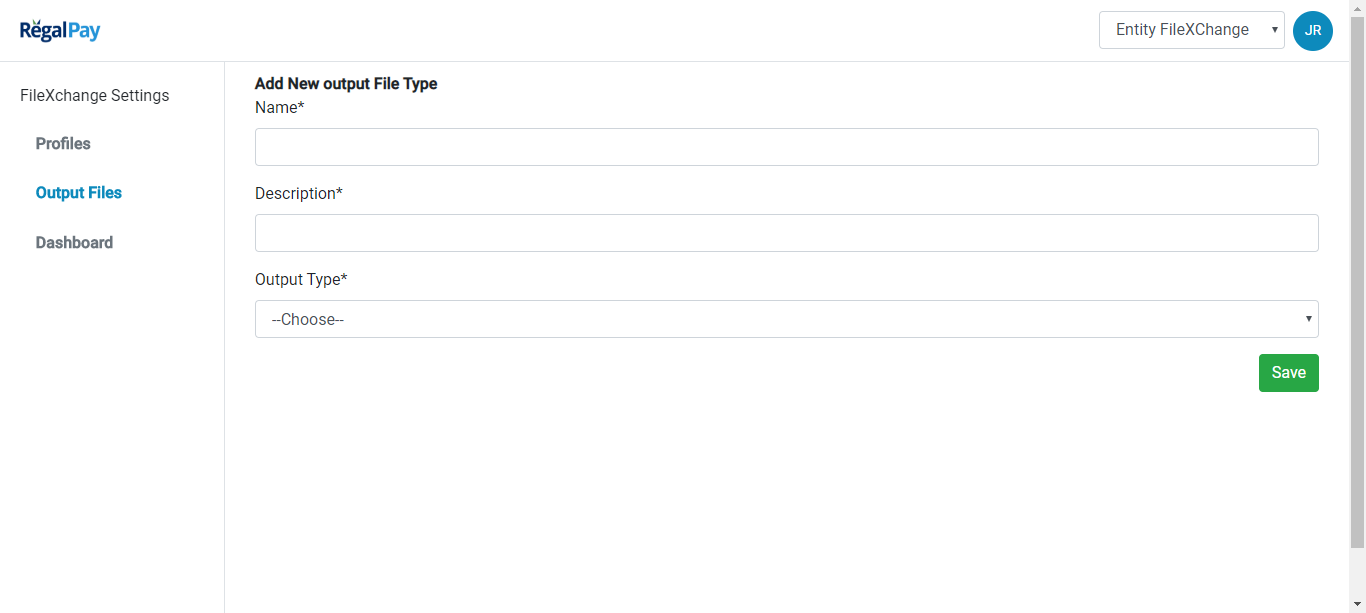 RegalPay
Entity FileXChange
JR
FileXchange Settings
Profiles
Output Files
Dashboard
Add New output File Type
Name*
Description*
Output Type*
--Choose--
Save